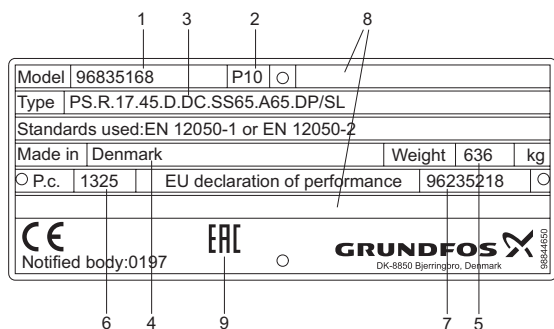 1 2 3 8
Model 96835168 P10
Type PS.R.17.45.D.DC.SS65.A65.DP/SL
Standards used:EN 12050-1 or EN 12050-2
Made in Denmark Weight 636 kg
P.c. 1325 EU declaration of performance 96235218
CE EAC GRUNDFOS
Notified body:0197 DK-8850 Bjerringbro, Denmark
98844650
6 4 9 7 5